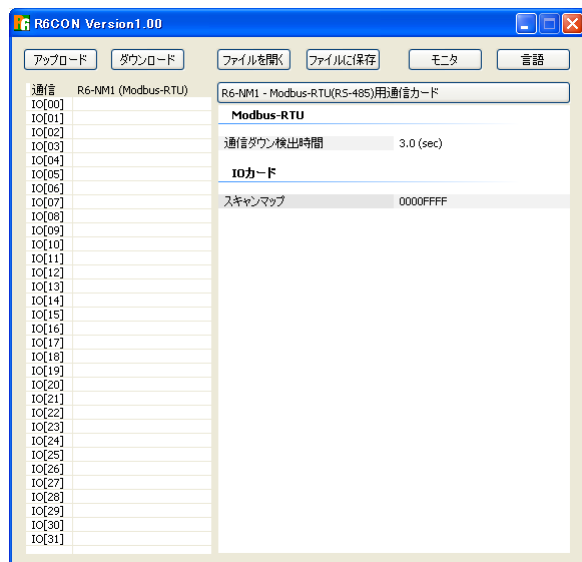 R6CON Version1.00
アップロード ダウンロード ファイルを開く ファイルに保存 モニタ 言語
通信 R6-NM1 (Modbus-RTU)
IO[00]
IO[01]
IO[02]
IO[03]
IO[04]
IO[05]
IO[06]
IO[07]
IO[08]
IO[09]
IO[10]
IO[11]
IO[12]
IO[13]
IO[14]
IO[15]
IO[16]
IO[17]
IO[18]
IO[19]
IO[20]
IO[21]
IO[22]
IO[23]
IO[24]
IO[25]
IO[26]
IO[27]
IO[28]
IO[29]
IO[30]
IO[31]
R6-NM1 - Modbus-RTU(RS-485)用通信カード
Modbus-RTU
通信ダウン検出時間 3.0 (sec)
IOカード
スキャンマップ 0000FFFF